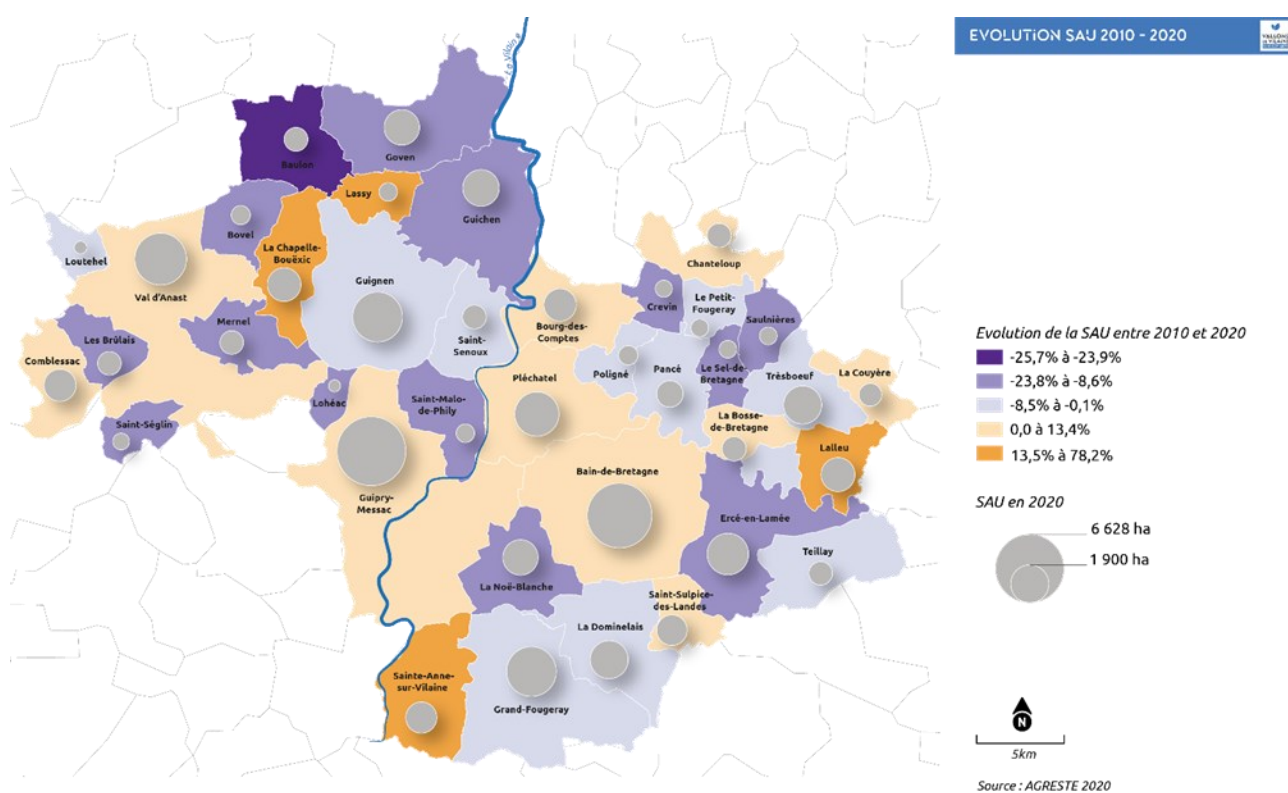 EVOLUTION SAU 2010 - 2020
VALLONS
DE VILAINE
La Vilaine
Baulon
Goven
Lassy
Guichen
Bovel
La Chapelle-
Bouëxic
Loutehel
Val d'Anast
Guignen
Chanteloup
Crevin
Le Petit-
Fougeray
Saulnières
Mernel
Les Brûlais
Comblessac
Saint-
Senoux
Bourg-des-
Comptes
Poligné
Pancé
Le Sel-de-
Bretagne
Trèsboeuf
La Couyère
Lohéac
Saint-Malo-
de-Phily
Pléchatel
La Bosse-
de-Bretagne
Saint-Séglin
Lalleu
Guipry-
Messac
Bain-de-Bretagne
Ercé-en-Lamée
Teillay
La Noë-Blanche
Saint-Sulpice-
des-Landes
La Dominelais
Sainte-Anne-
sur-Vilaine
Grand-Fougeray
Evolution de la SAU entre 2010 et 2020
-25,7% à -23,9%
-23,8% à -8,6%
-8,5% à -0,1%
0,0 à 13,4%
13,5% à 78,2%
SAU en 2020
6 628 ha
1 900 ha
N
5km
Source : AGRESTE 2020